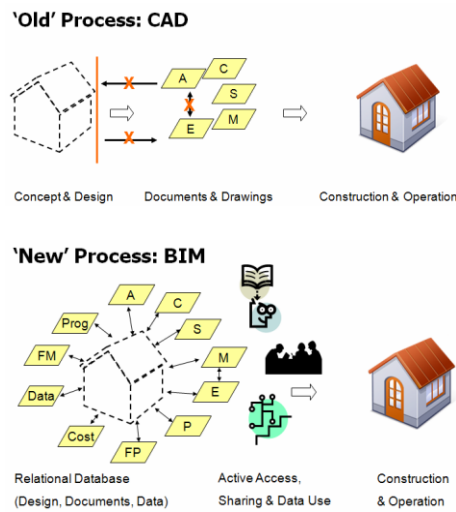 'Old' Process: CAD
A
C
S
E
M
X
X
X
Concept & Design
Documents & Drawings
Construction & Operation
'New' Process: BIM
A
C
Prog
S
FM
M
Data
E
Cost
P
FP
Relational Database
(Design, Documents, Data)
Active Access,
Sharing & Data Use
Construction
& Operation